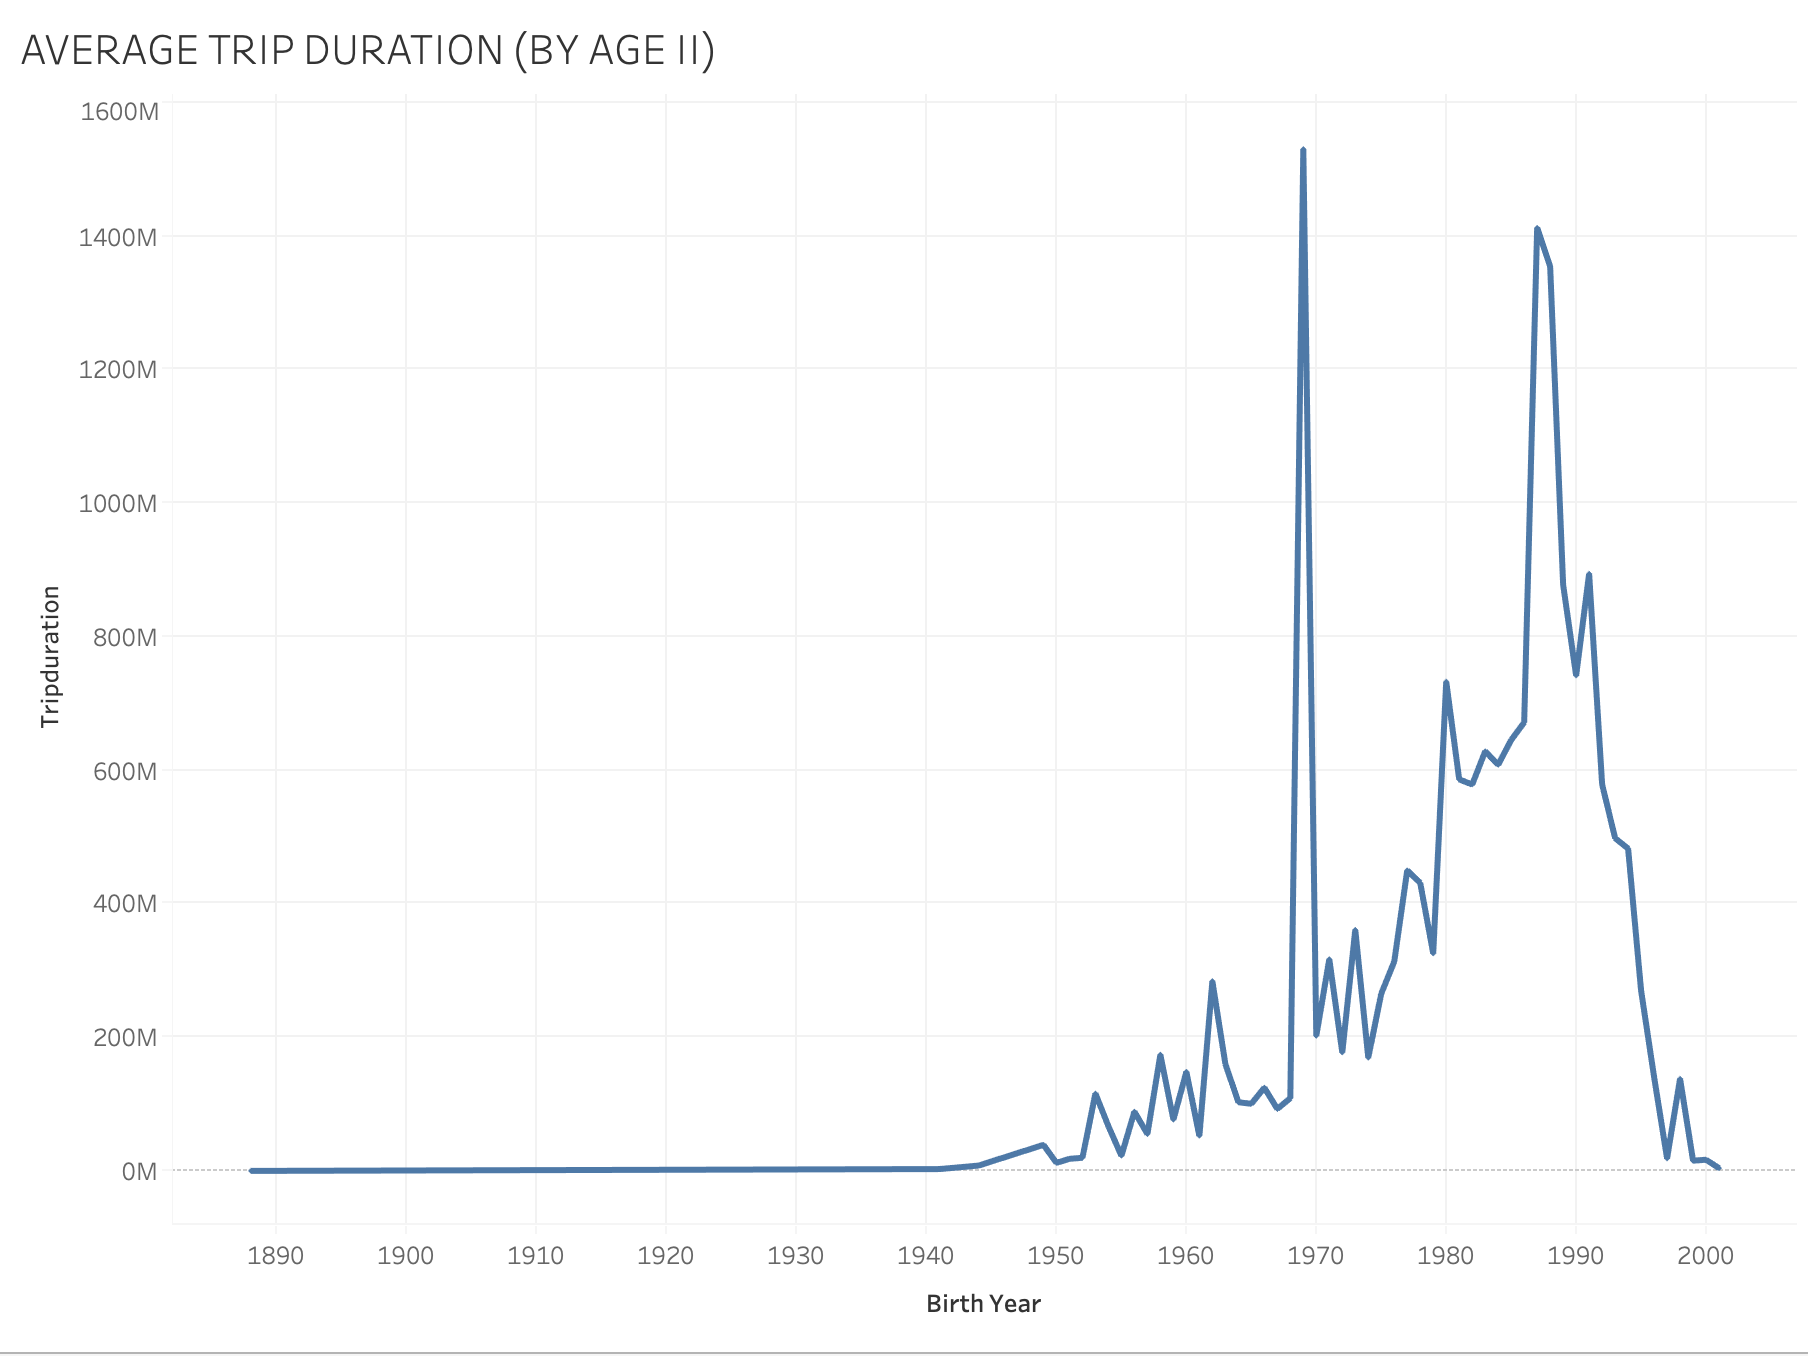 AVERAGE TRIP DURATION (BY AGE II)
1600M
1400M
1200M
1000M
800M
600M
400M
200M
0M
Tripduration
1890 1900 1910 1920 1930 1940 1950 1960 1970 1980 1990 2000
Birth Year